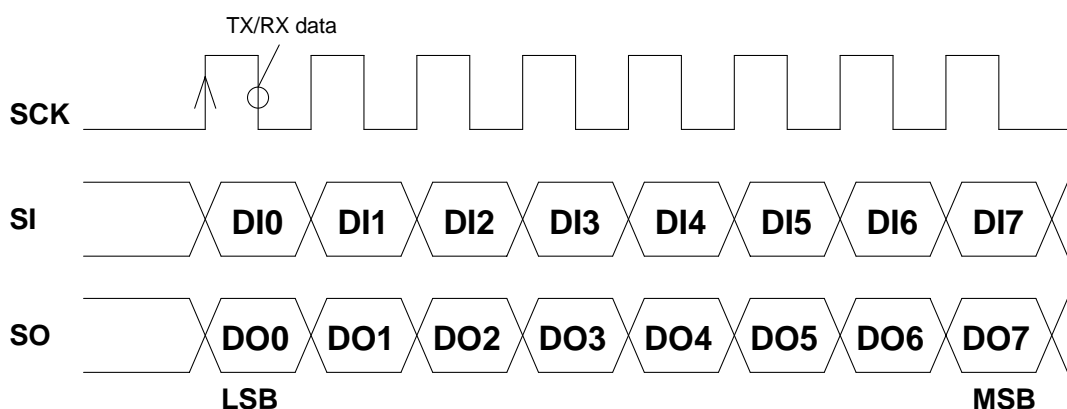 TX/RX data
SCK
SI DI0 DI1 DI2 DI3 DI4 DI5 DI6 DI7
SO DO0 DO1 DO2 DO3 DO4 DO5 DO6 DO7
LSB MSB